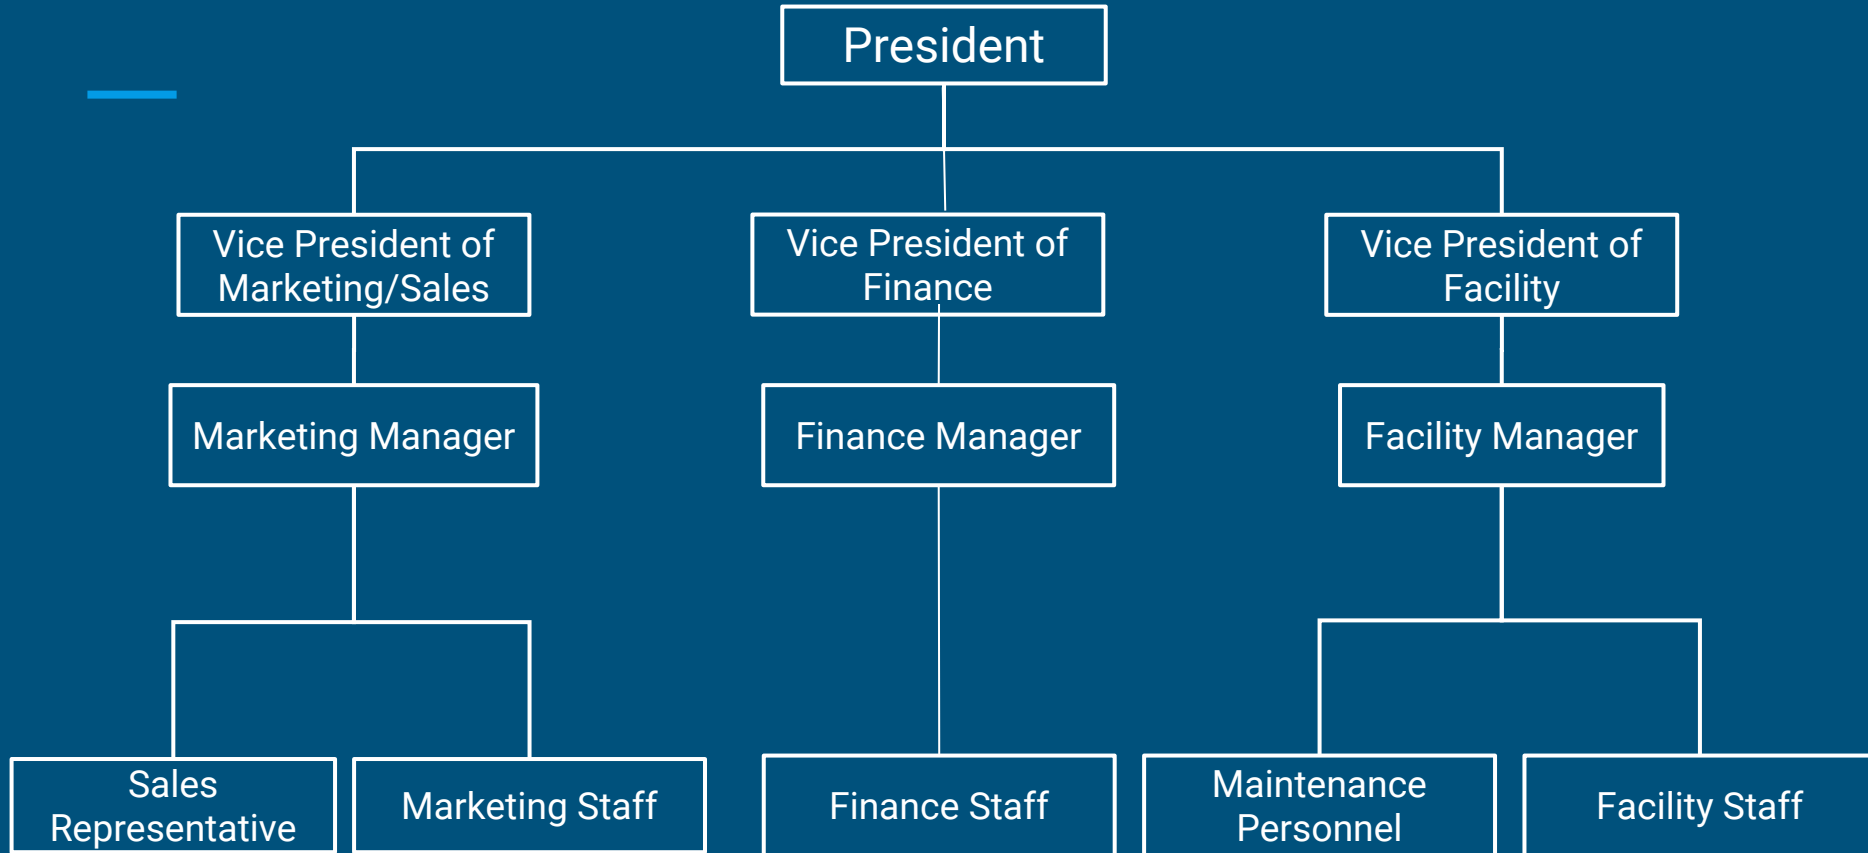 President
Vice President of
Marketing/Sales
Vice President of
Finance
Vice President of
Facility
Marketing Manager
Finance Manager
Facility Manager
Sales
Representative
Marketing Staff
Finance Staff
Maintenance
Personnel
Facility Staff